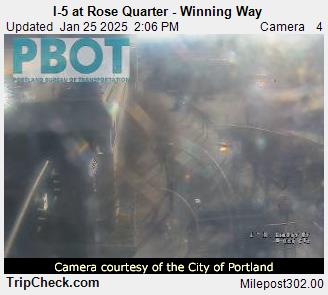 I-5 at Rose Quarter - Winning Way
Updated Jan 25 2025 2:06 PM Camera 4
PBOT
PORTLAND BUREAU OF TRANSPORTATION
Camera courtesy of the City of Portland
TripCheck.com Milepost302.00